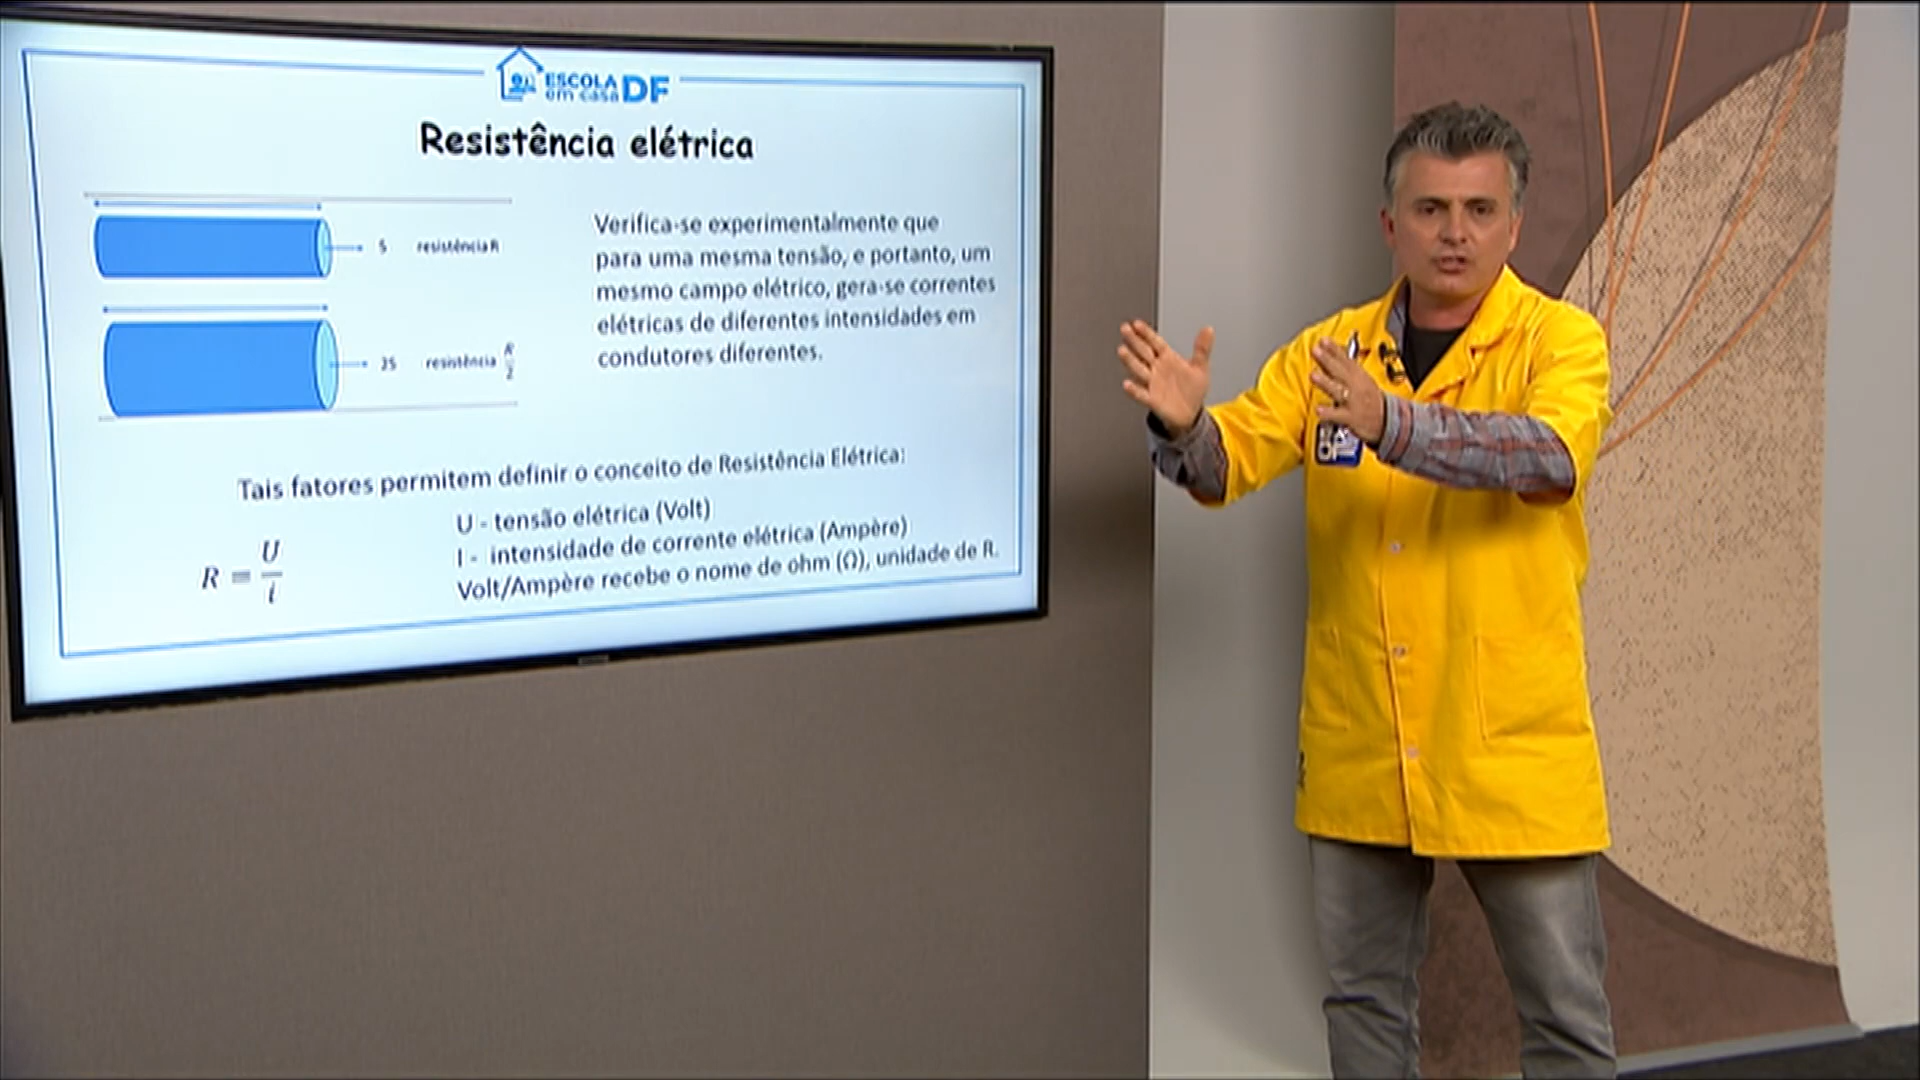 ESCOLA
em casa DF
Resistência elétrica
S resistência R
2S resistência R/2
Verifica-se experimentalmente que
para uma mesma tensão, e portanto, um
mesmo campo elétrico, gera-se correntes
elétricas de diferentes intensidades em
condutores diferentes.
Tais fatores permitem definir o conceito de Resistência Elétrica:
R = U/i
U - tensão elétrica (Volt)
I - intensidade de corrente elétrica (Ampère)
Volt/Ampère recebe o nome de ohm (Ω), unidade de R.